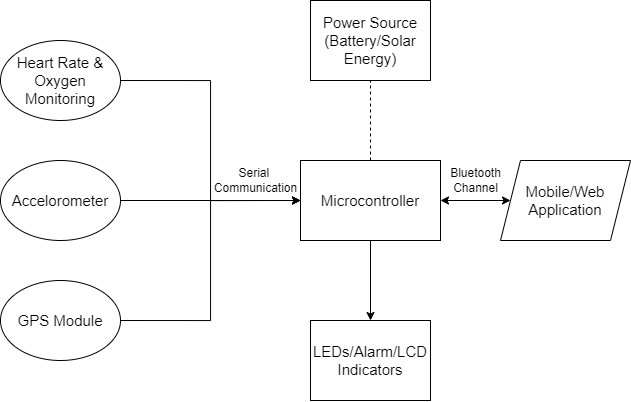 Heart Rate &
Oxygen
Monitoring
Power Source
(Battery/Solar
Energy)
Accelorometer
Serial
Communication
Microcontroller
Bluetooth
Channel
Mobile/Web
Application
GPS Module
LEDs/Alarm/LCD
Indicators